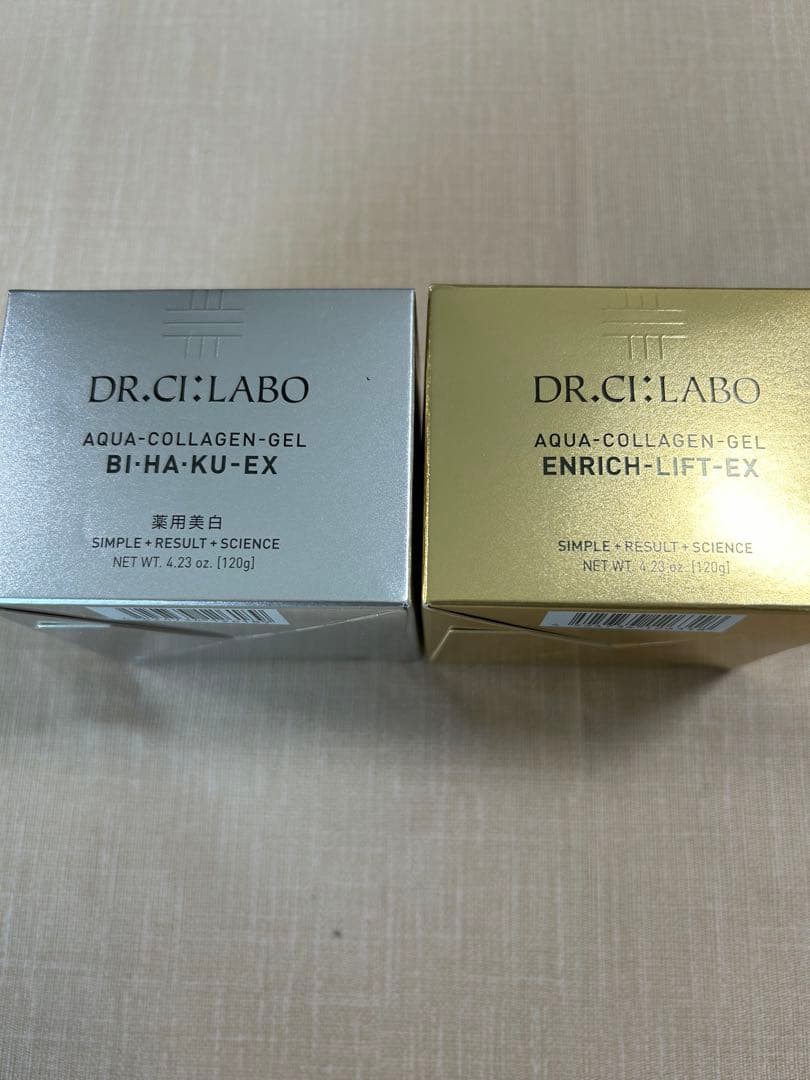 DR.CI:LABO
AQUA-COLLAGEN-GEL
BI·HA·KU-EX
薬用美白
SIMPLE+RESULT+SCIENCE
NET WT. 4.23 oz. [120g]
DR.CI:LABO
AQUA-COLLAGEN-GEL
ENRICH-LIFT-EX
SIMPLE+RESULT+SCIENCE
NET WT. 4.23 oz. [120g]